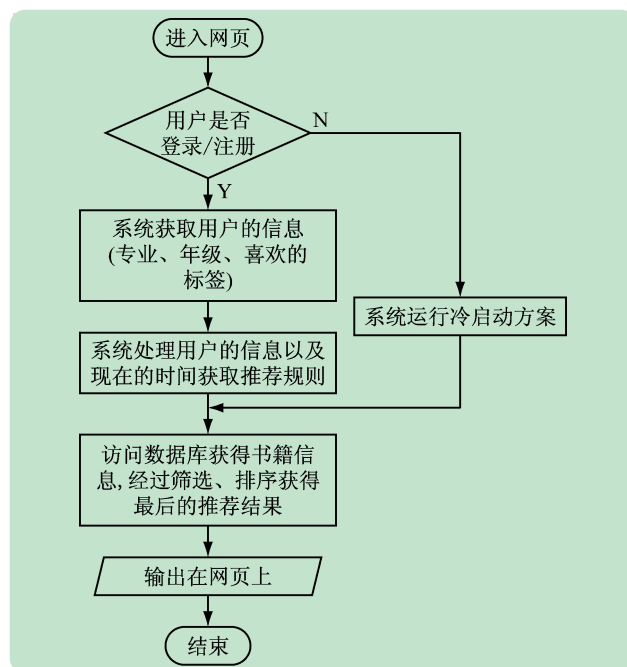 进入网页
用户是否
登录/注册
N
Y
系统获取用户的信息
(专业、年级、喜欢的
标签)
系统运行冷启动方案
系统处理用户的信息以及
现在的时间获取推荐规则
访问数据库获得书籍信
息,经过筛选、排序获得
最后的推荐结果
输出在网页上
结束